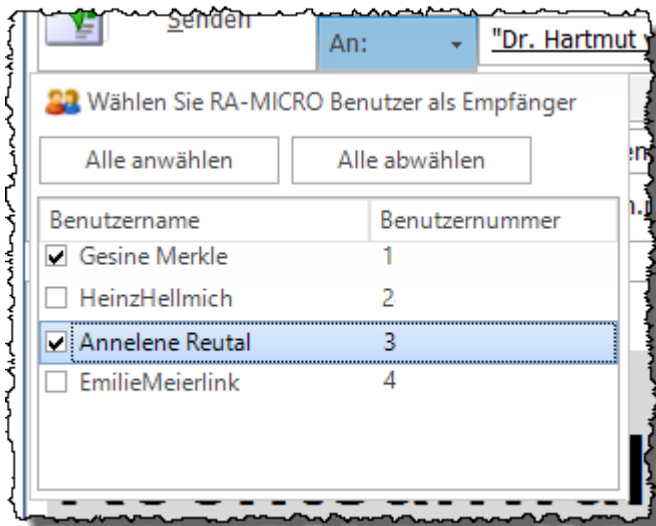 Senden
An:
"Dr. Hartmut
Wählen Sie RA-MICRO Benutzer als Empfänger
Alle anwählen Alle abwählen
Benutzername Benutzernummer
Gesine Merkle 1
HeinzHellmich 2
Annelene Reutal 3
EmilieMeierlink 4